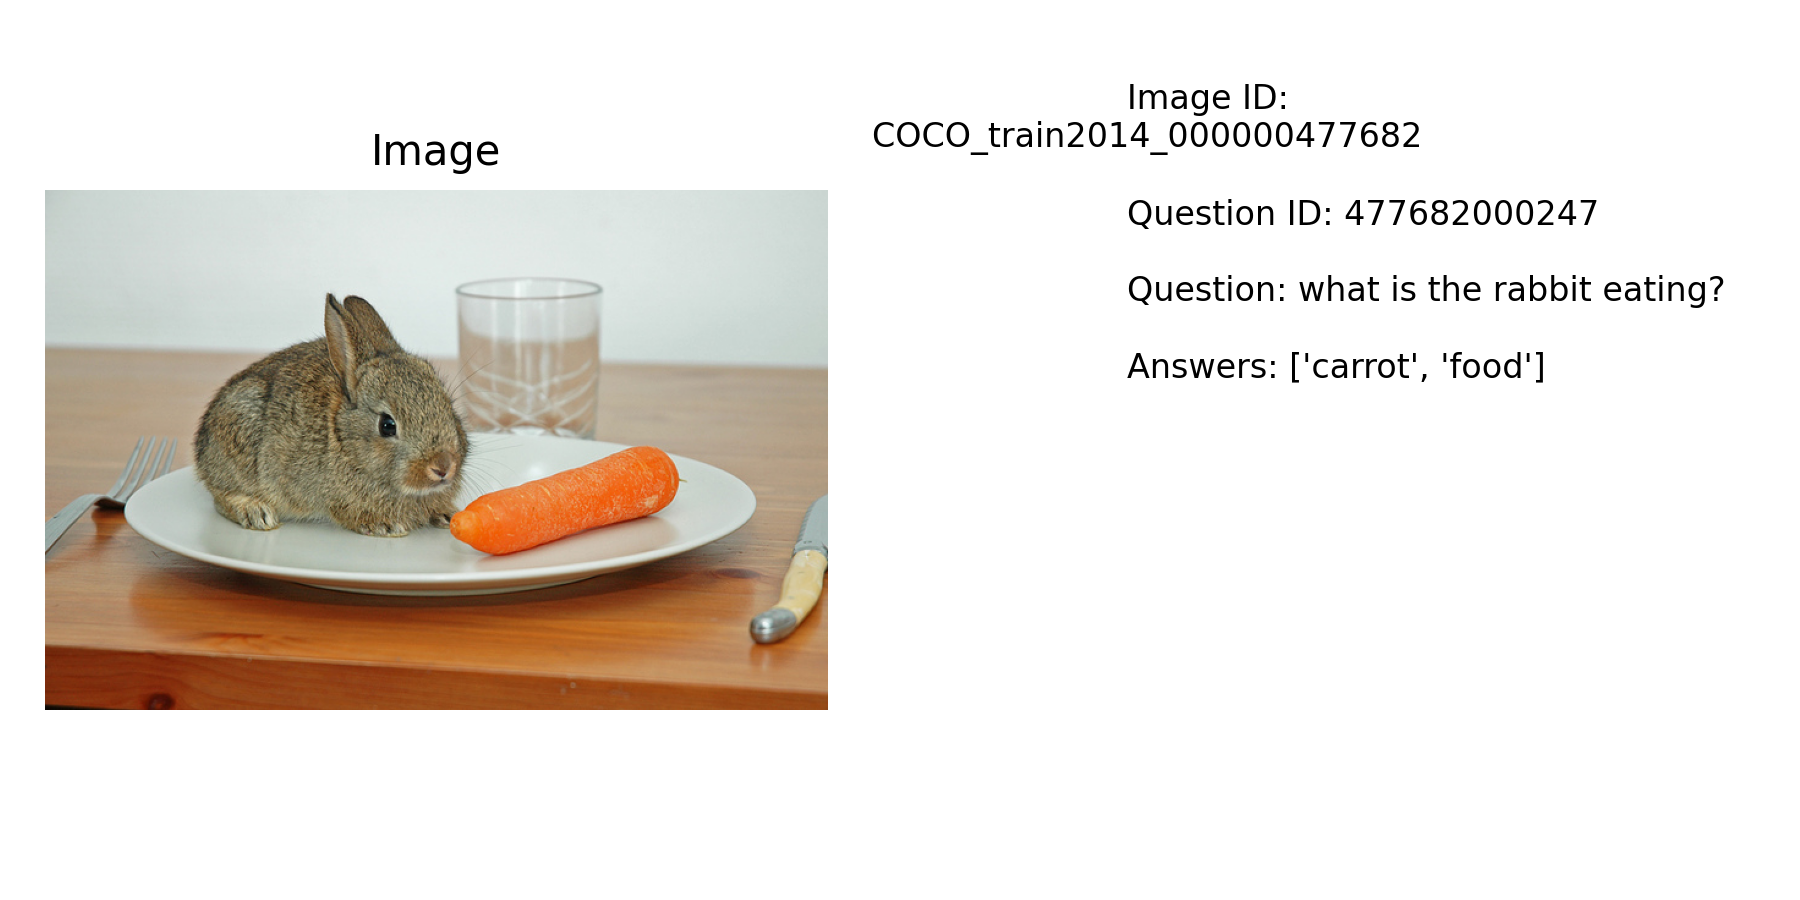 Image
Image ID:
COCO_train2014_000000477682
Question ID: 477682000247
Question: what is the rabbit eating?
Answers: ['carrot', 'food']